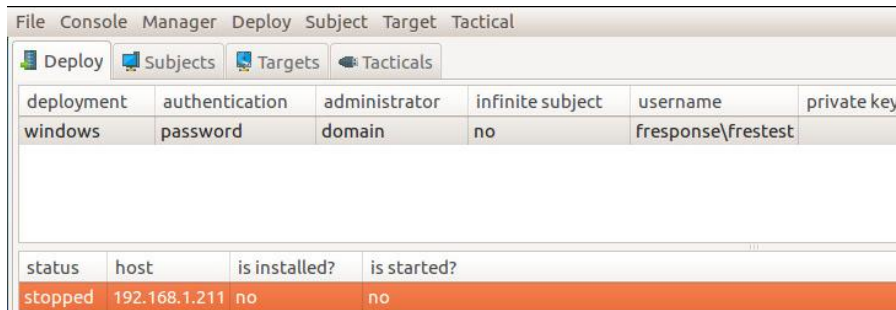 File Console Manager Deploy Subject Target Tactical
Deploy Subjects Targets Tacticals
deployment authentication administrator infinite subject username private key
windows password domain no fresponse\frestest
status host is installed? is started?
stopped 192.168.1.211 no no